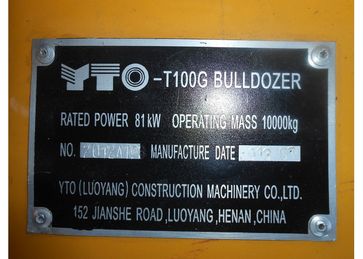 YTO -T100G BULLDOZER
RATED POWER 81kW OPERATING MASS 10000kg
NO. MANUFACTURE DATE
YTO (LUOYANG) CONSTRUCTION MACHINERY CO.,LTD.
152 JIANSHE ROAD ,LUOYANG,HENAN ,CHINA